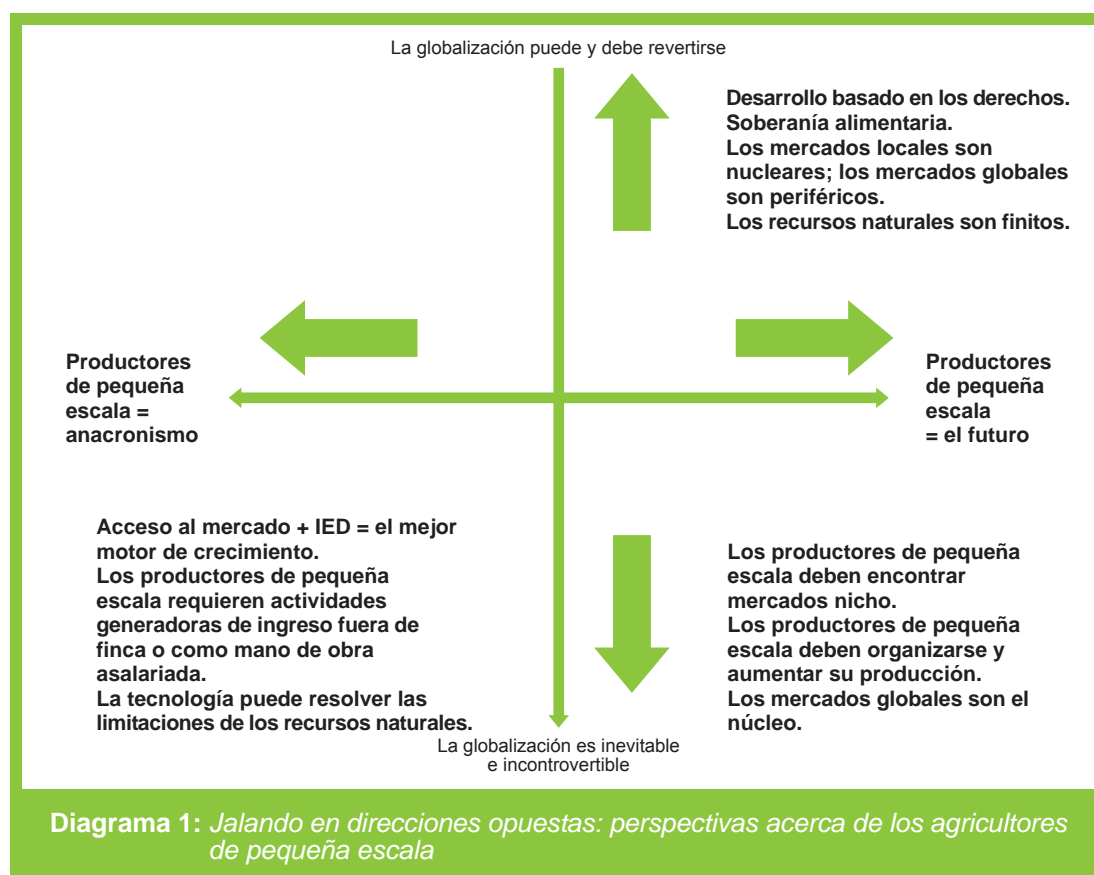 La globalización puede y debe revertirse
Desarrollo basado en los derechos.
Soberanía alimentaria.
Los mercados locales son
nucleares; los mercados globales
son periféricos.
Los recursos naturales son finitos.
Productores
de pequeña
escala =
anacronismo
Productores
de pequeña
escala
= el futuro
Acceso al mercado + IED = el mejor
motor de crecimiento.
Los productores de pequeña
escala requieren actividades
generadoras de ingreso fuera de
finca o como mano de obra
asalariada.
La tecnología puede resolver las
limitaciones de los recursos naturales.
Los productores de pequeña
escala deben encontrar
mercados nicho.
Los productores de pequeña
escala deben organizarse y
aumentar su producción.
Los mercados globales son el
núcleo.
La globalización es inevitable
e incontrovertible
Diagrama 1: Jalando en direcciones opuestas: perspectivas acerca de los agricultores
de pequeña escala